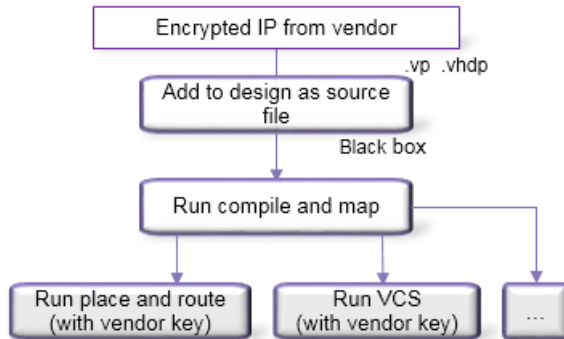 Encrypted IP from vendor
.vp .vhdp
Add to design as source
file
Black box
Run compile and map
Run place and route
(with vendor key)
Run VCS
(with vendor key)
...